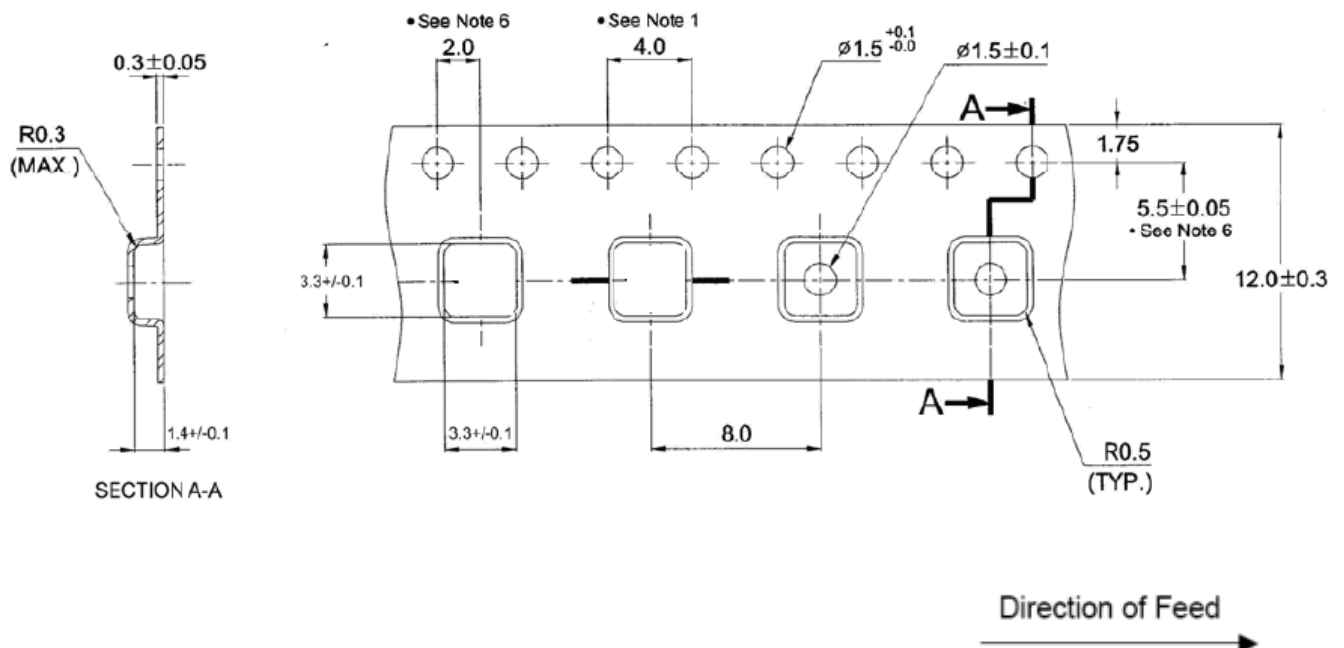 • See Note 6
2.0
• See Note 1
4.0
ø1.5 +0.1 -0.0
ø1.5±0.1
0.3±0.05
A
R0.3
(MAX.)
1.75
5.5±0.05
• See Note 6
3.3+/-0.1
12.0±0.3
A
1.4+/-0.1
3.3+/-0.1
8.0
R0.5
(TYP.)
SECTION A-A
Direction of Feed